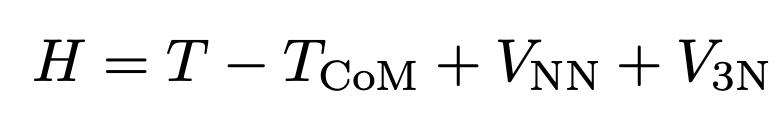 H = T − T_CoM + V_NN + V_3N